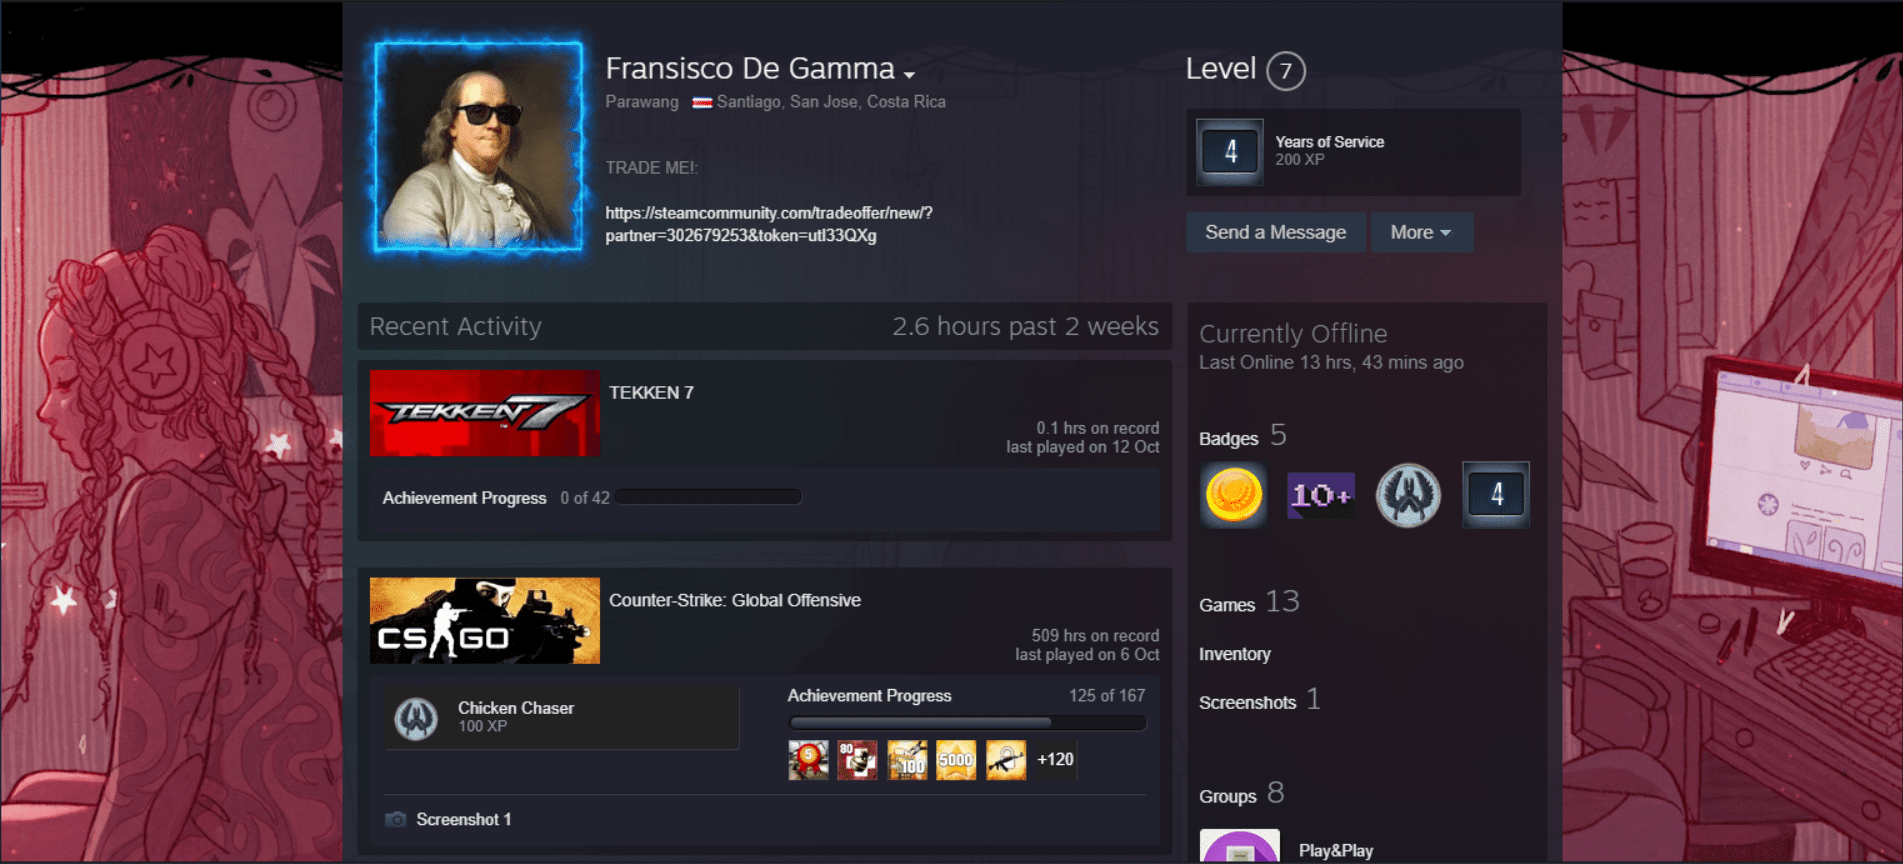 Fransisco De Gamma
Parawang Santiago, San Jose, Costa Rica
TRADE ME!:
https://steamcommunity.com/tradeoffer/new/?
partner=302679253&token=utI33QXg
Level 7
4
Years of Service
200 XP
Send a Message
More
Recent Activity
2.6 hours past 2 weeks
TEKKEN 7
TEKKEN 7
0.1 hrs on record
last played on 12 Oct
Achievement Progress 0 of 42
CS GO
Counter-Strike: Global Offensive
509 hrs on record
last played on 6 Oct
Chicken Chaser
100 XP
Achievement Progress
125 of 167
5
80
100
5000
+120
Screenshot 1
Currently Offline
Last Online 13 hrs, 43 mins ago
Badges 5
10+
4
Games 13
Inventory
Screenshots 1
Groups 8
Play&Play